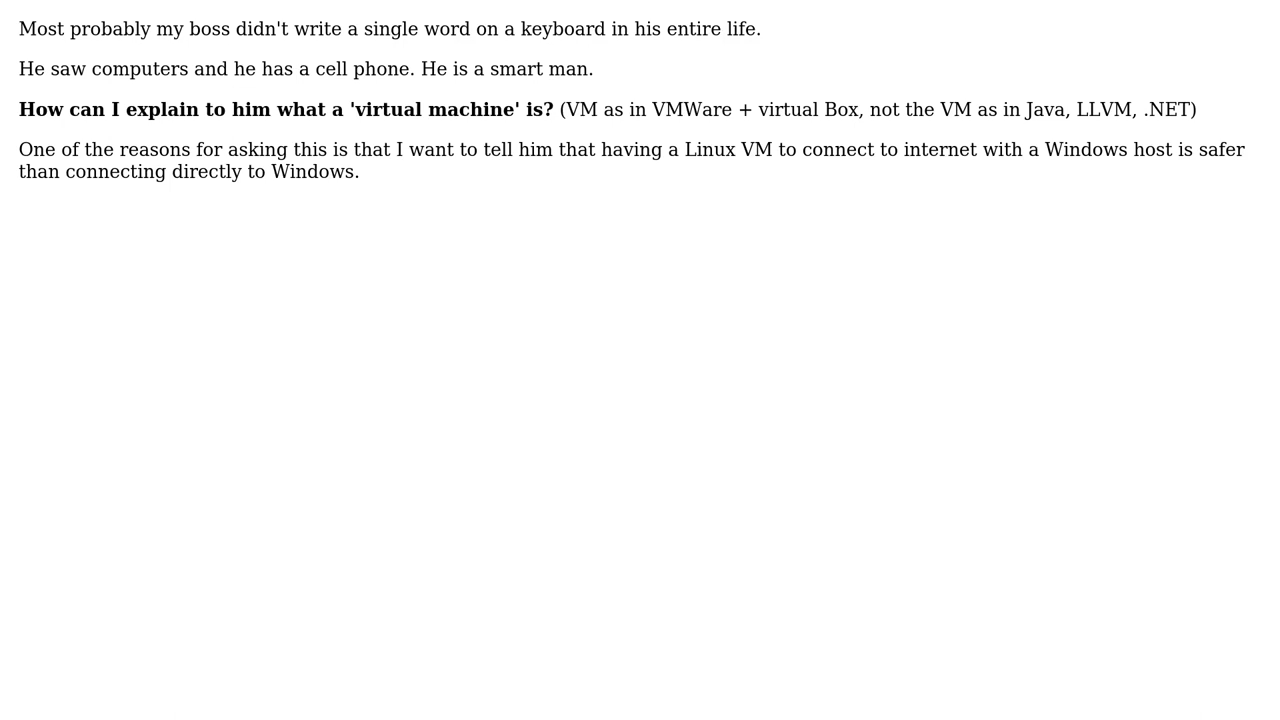 Most probably my boss didn't write a single word on a keyboard in his entire life.
He saw computers and he has a cell phone. He is a smart man.
How can I explain to him what a 'virtual machine' is? (VM as in VMWare + virtual Box, not the VM as in Java, LLVM, .NET)
One of the reasons for asking this is that I want to tell him that having a Linux VM to connect to internet with a Windows host is safer
than connecting directly to Windows.